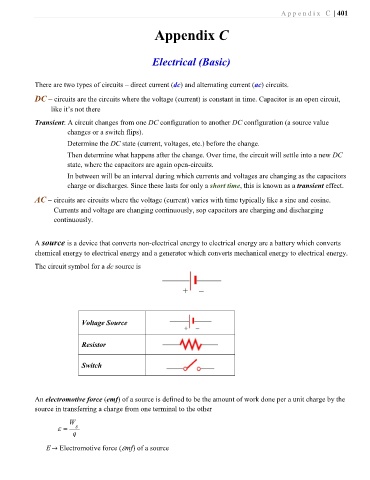 Appendix C | 401
Appendix C
Electrical (Basic)
There are two types of circuits – direct current (dc) and alternating current (ac) circuits.
DC – circuits are the circuits where the voltage (current) is constant in time. Capacitor is an open circuit,
like it's not there
Transient: A circuit changes from one DC configuration to another DC configuration (a source value
changes or a switch flips).
Determine the DC state (current, voltages, etc.) before the change.
Then determine what happens after the change. Over time, the circuit will settle into a new DC
state, where the capacitors are again open-circuits.
In between will be an interval during which currents and voltages are changing as the capacitors
charge or discharges. Since these lasts for only a short time, this is known as a transient effect.
AC – circuits are circuits where the voltage (current) varies with time typically like a sine and cosine.
Currents and voltage are changing continuously, sop capacitors are charging and discharging
continuously.
A source is a device that converts non-electrical energy to electrical energy are a battery which converts
chemical energy to electrical energy and a generator which converts mechanical energy to electrical energy.
The circuit symbol for a dc source is
+ –
Voltage Source + –
Resistor
Switch
An electromotive force (emf) of a source is defined to be the amount of work done per a unit charge by the
source in transferring a charge from one terminal to the other
ε = W / q
E → Electromotive force (emf) of a source